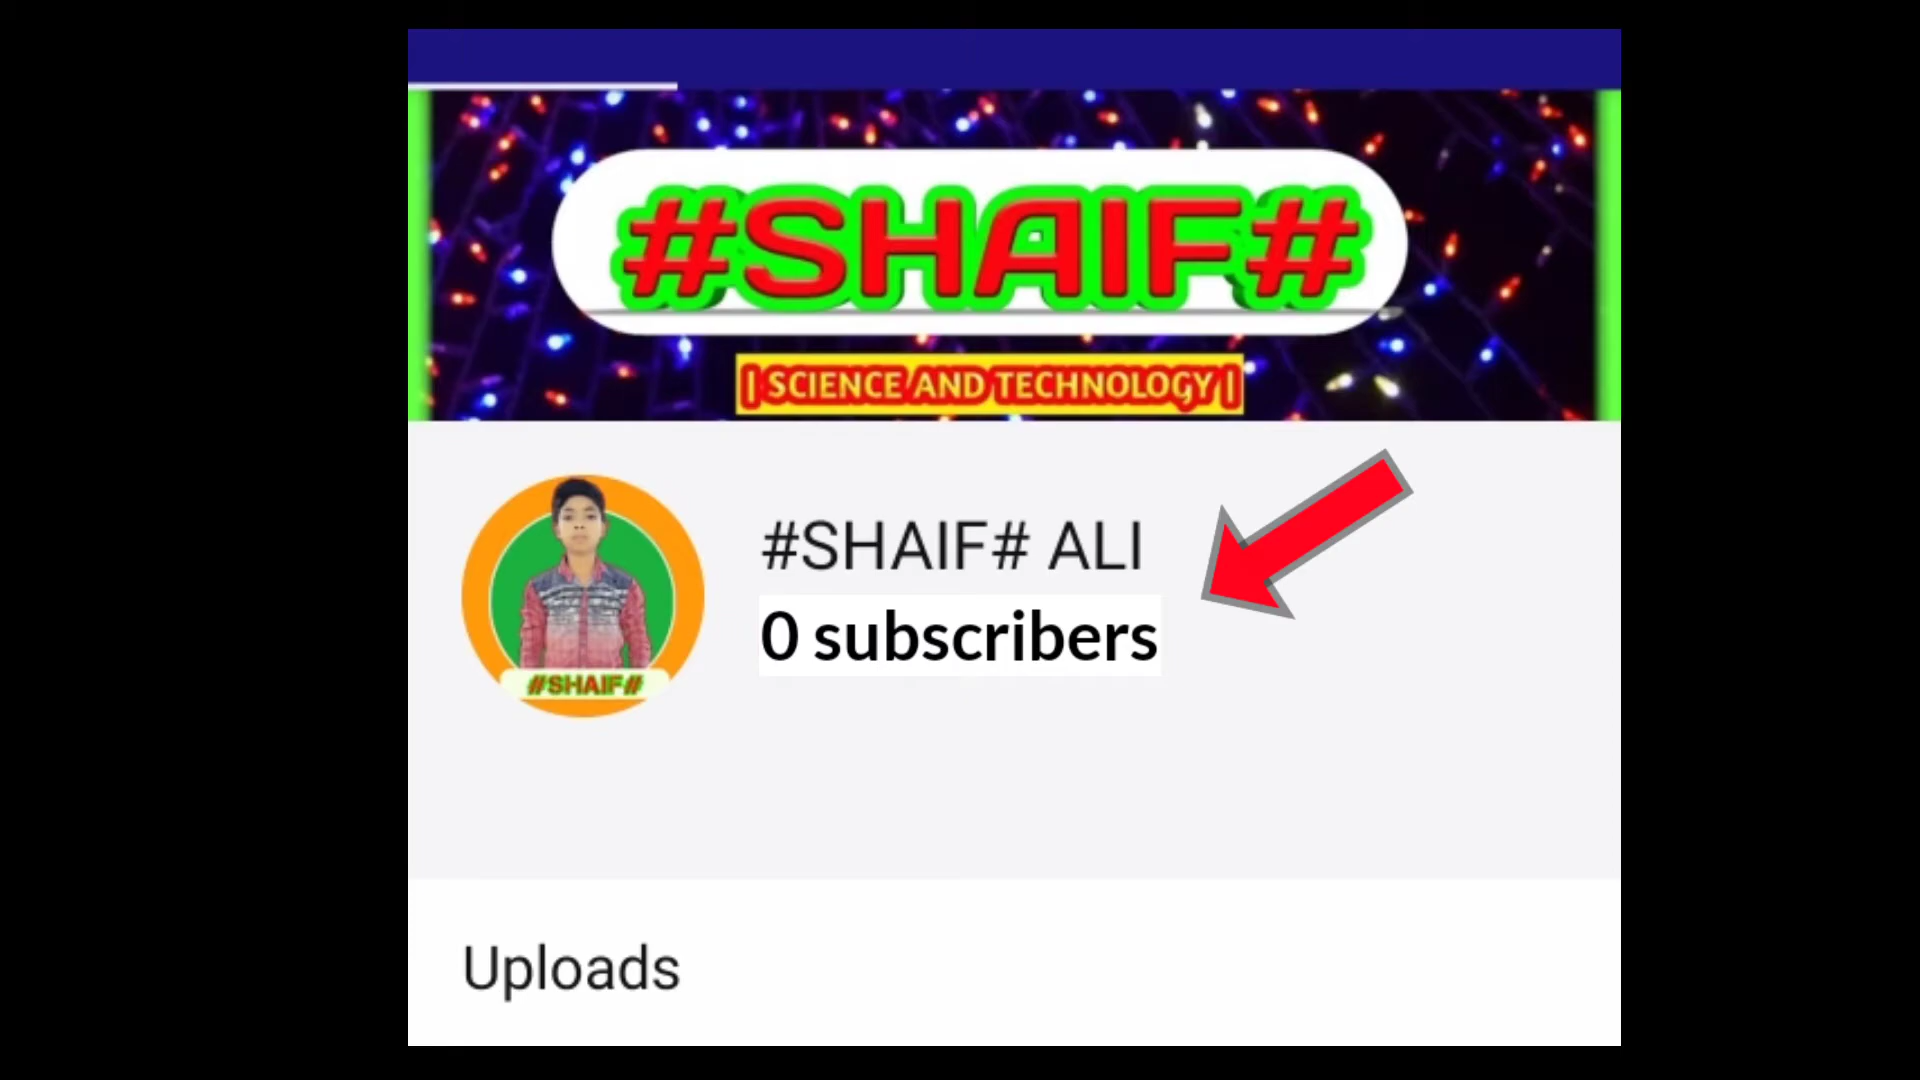 #SHAIF#
| SCIENCE AND TECHNOLOGY |
#SHAIF# ALI
0 subscribers
#SHAIF#
Uploads